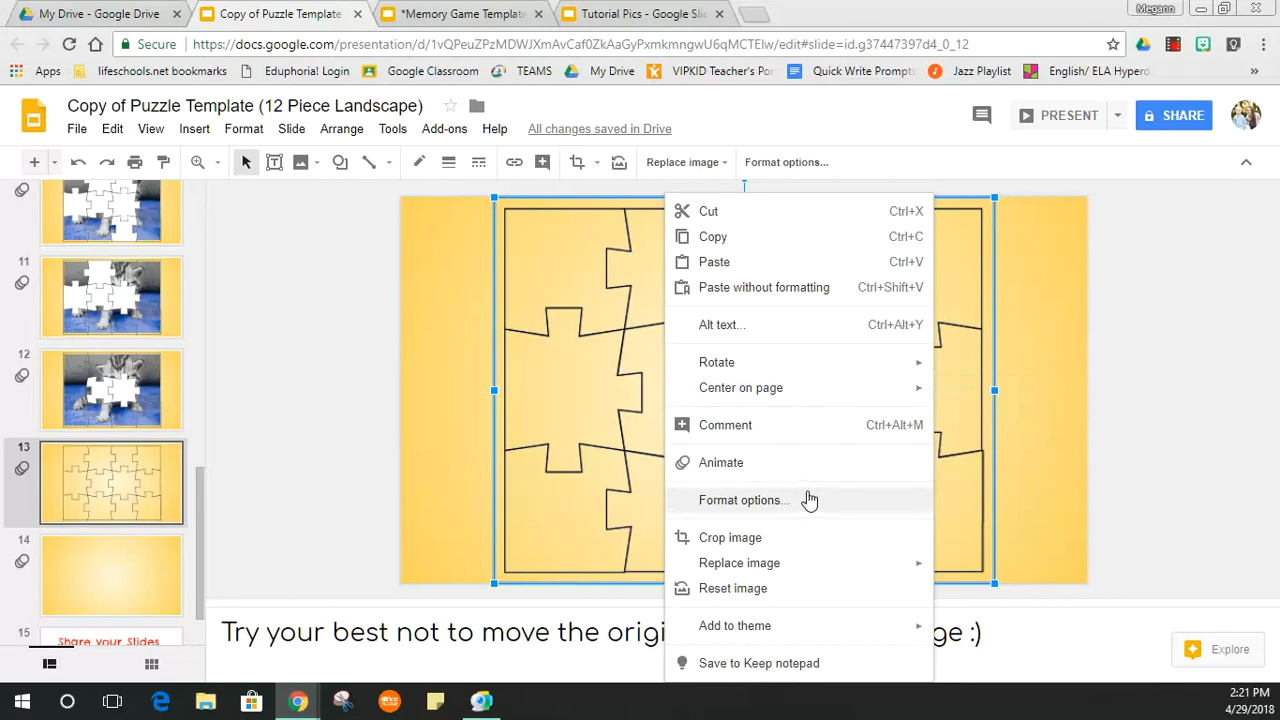 My Drive - Google Drive
Copy of Puzzle Template
*Memory Game Template
Tutorial Pics - Google Slid
Megann
Secure
https://docs.google.com/presentation/d/1vQPeuZPzMDWJXmAvCaf0ZkAaGyPxmkmngwU6qMCTElw/edit#slide=id.g37447397d4_0_12
Apps
lifeschools.net bookmarks
Eduphoria! Login
Google Classroom
TEAMS
My Drive
VIPKID Teacher's Por
Quick Write Prompts
Jazz Playlist
English/ ELA Hyperd
Copy of Puzzle Template (12 Piece Landscape)
PRESENT
SHARE
File Edit View Insert Format Slide Arrange Tools Add-ons Help All changes saved in Drive
Replace image
Format options...
Cut Ctrl+X
Copy Ctrl+C
Paste Ctrl+V
Paste without formatting Ctrl+Shift+V
Alt text... Ctrl+Alt+Y
Rotate
Center on page
Comment Ctrl+Alt+M
Animate
Format options...
Crop image
Replace image
Reset image
Add to theme
Save to Keep notepad
11
12
13
14
15
Share your Slides
Try your best not to move the origi
ge :)
Explore
2:21 PM
4/29/2018